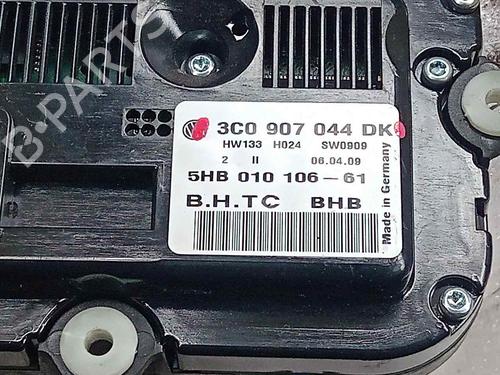 B-PARTS
3C0 907 044 DK
HW133 H024 SW0909
2 II 06.04.09
5HB 010 106-61
B.H.TC BHB
Made in Germany